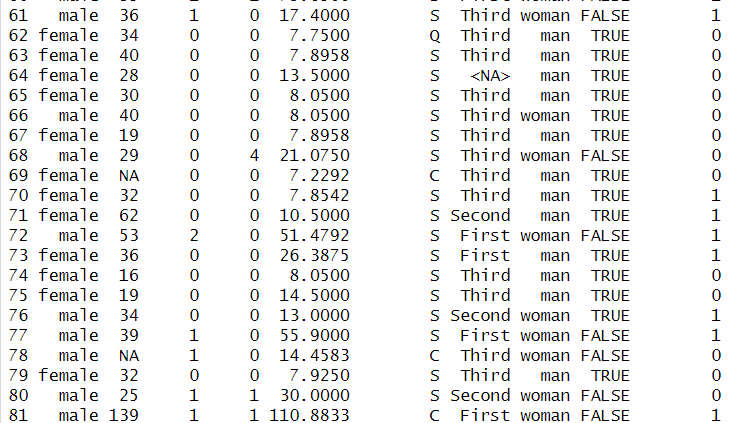 61 male 36 1 0 17.4000 S Third woman FALSE 1
62 female 34 0 0 7.7500 Q Third man TRUE 0
63 female 40 0 0 7.8958 S Third man TRUE 0
64 female 28 0 0 13.5000 S <NA> man TRUE 0
65 female 30 0 0 8.0500 S Third man TRUE 0
66 male 40 0 0 8.0500 S Third woman TRUE 0
67 female 19 0 0 7.8958 S Third man TRUE 0
68 male 29 0 4 21.0750 S Third woman FALSE 0
69 female NA 0 0 7.2292 C Third man TRUE 0
70 female 32 0 0 7.8542 S Third man TRUE 1
71 female 62 0 0 10.5000 S Second man TRUE 1
72 male 53 2 0 51.4792 S First woman FALSE 1
73 female 36 0 0 26.3875 S First man TRUE 1
74 female 16 0 0 8.0500 S Third man TRUE 0
75 female 19 0 0 14.5000 S Third man TRUE 0
76 male 34 0 0 13.0000 S Second woman TRUE 1
77 male 39 1 0 55.9000 S First woman FALSE 1
78 male NA 1 0 14.4583 C Third woman FALSE 0
79 female 32 0 0 7.9250 S Third man TRUE 0
80 male 25 1 1 30.0000 S Second woman FALSE 0
81 male 139 1 1 110.8833 C First woman FALSE 1